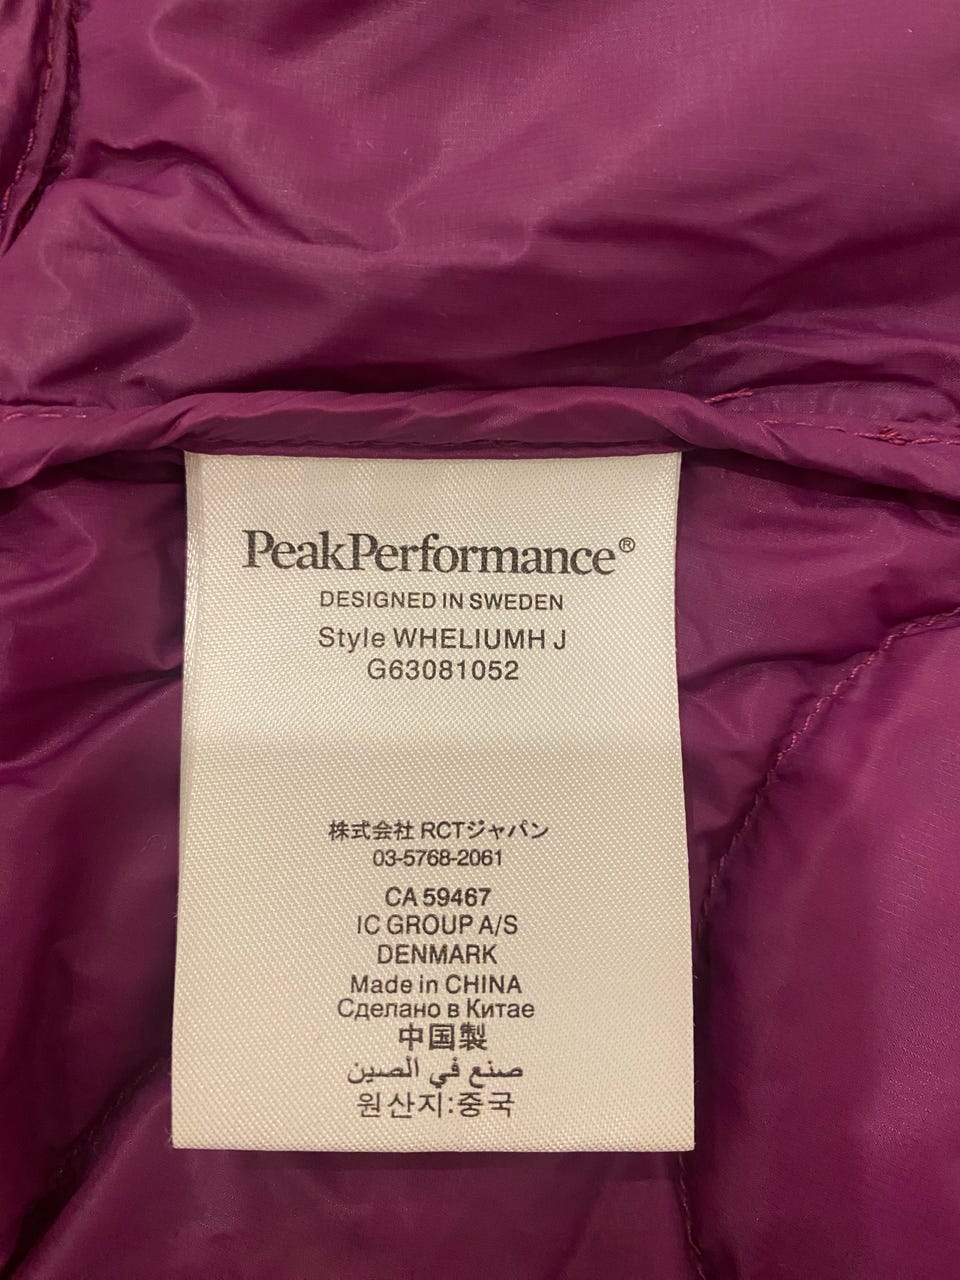 PeakPerformance®
DESIGNED IN SWEDEN
Style WHELIUMH J
G63081052
株式会社 RCTジャパン
03-5768-2061
CA 59467
IC GROUP A/S
DENMARK
Made in CHINA
Сделано в Китае
中国製
صنع في الصين
원산지:중국